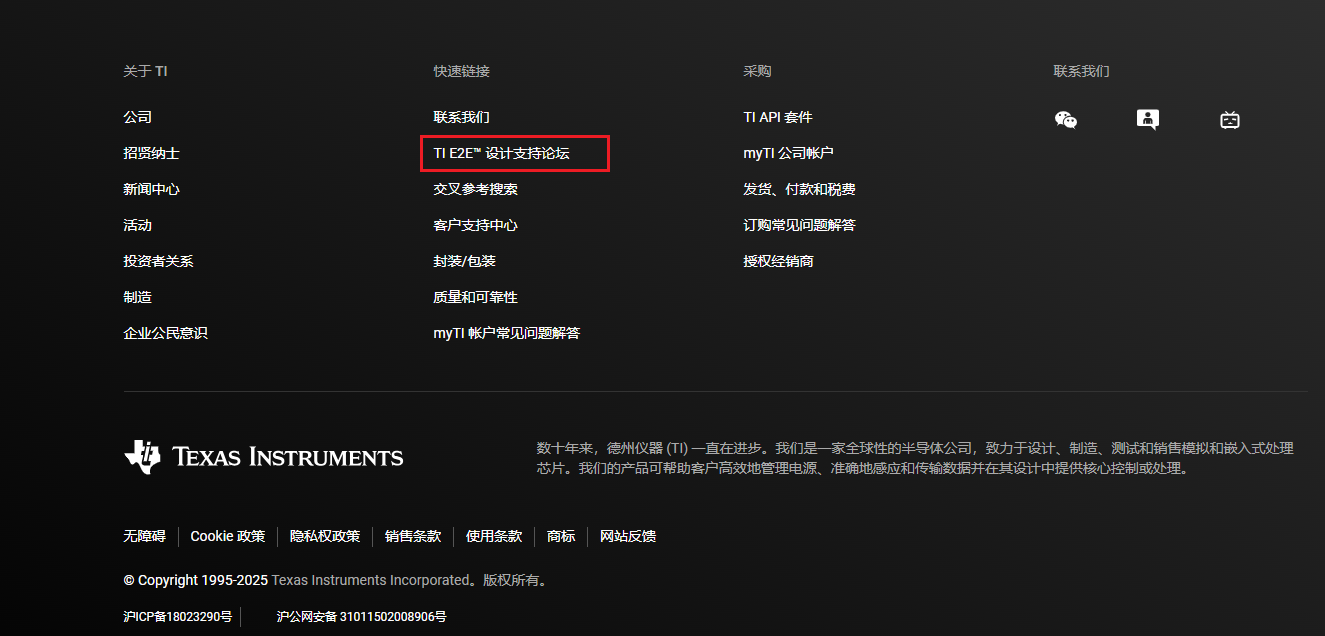 关于 TI
公司
招贤纳士
新闻中心
活动
投资者关系
制造
企业公民意识
快速链接
联系我们
TI E2E™ 设计支持论坛
交叉参考搜索
客户支持中心
封装/包装
质量和可靠性
myTI 帐户常见问题解答
采购
TI API 套件
myTI 公司帐户
发货、付款和税费
订购常见问题解答
授权经销商
联系我们
TEXAS INSTRUMENTS
数十年来，德州仪器 (TI) 一直在进步。我们是一家全球性的半导体公司，致力于设计、制造、测试和销售模拟和嵌入式处理
芯片。我们的产品可帮助客户高效地管理电源、准确地感应和传输数据并在其设计中提供核心控制或处理。
无障碍 Cookie 政策 隐私权政策 销售条款 使用条款 商标 网站反馈
© Copyright 1995-2025 Texas Instruments Incorporated。版权所有。
沪ICP备18023290号 沪公网安备 31011502008906号